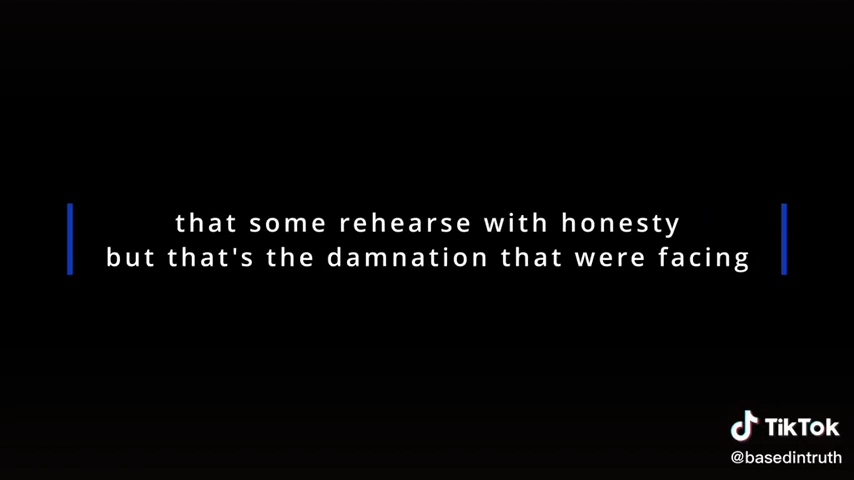 that some rehearse with honesty
but that's the damnation that were facing
TikTok
@basedintruth